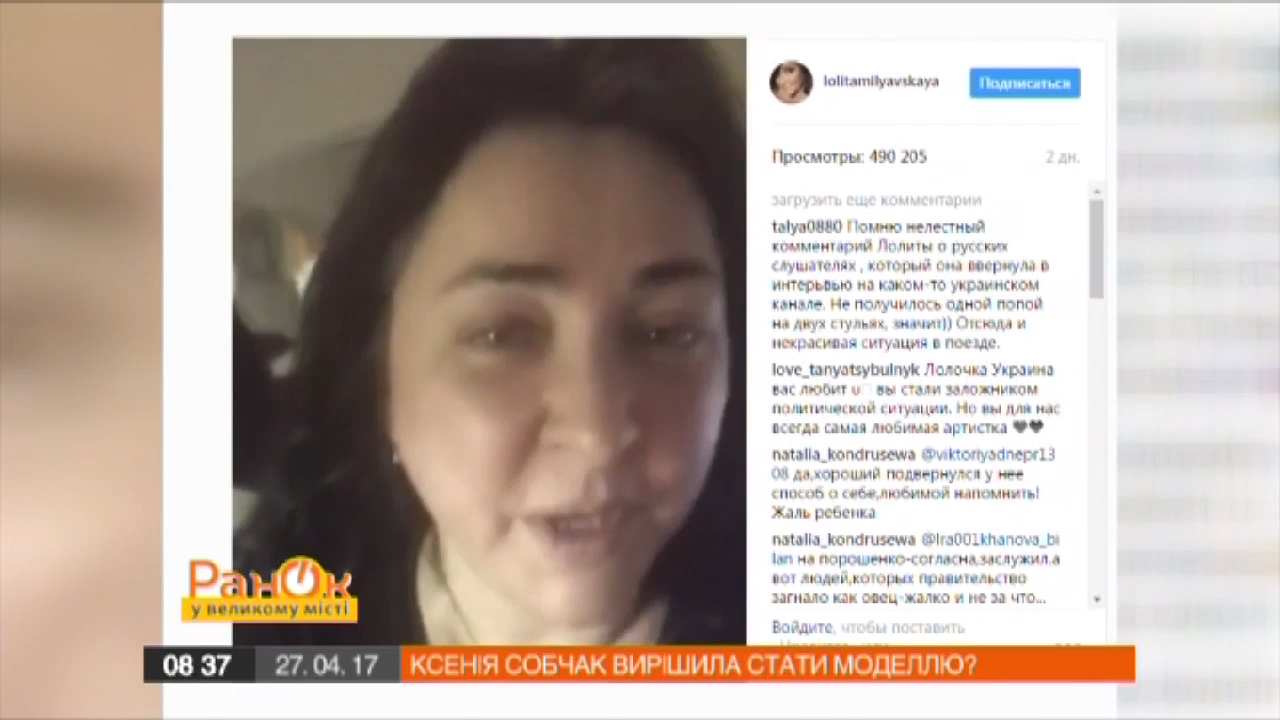 lolitamilyavskaya
Подписаться
Просмотры: 490 205
2 дн.
загрузить еще комментарии
talya0880 Помню нелестный
комментарий Лолиты о русских
слушателях , который она ввернула в
интерьвью на каком-то украинском
канале. Не получилось одной попой
на двух стульях, значит)) Отсюда и
некрасивая ситуация в поезде.
love_tanyatsybulnyk Лолочка Украина
вас любит u вы стали заложником
политической ситуации. Но вы для нас
всегда самая любимая артистка 🖤🖤
natalia_kondrusewa @viktoriyadnepr13
08 да,хороший подвернулся у нее
способ о себе,любимой напомнить!
Жаль ребенка
natalia_kondrusewa @Ira001khanova_bi
lan на порошенко-согласна,заслужил.а
вот людей,которых правительство
загнало как овец-жалко и не за что...
Войдите, чтобы поставить
РанОк
у великому місті
08 37
27. 04. 17
КСЕНІЯ СОБЧАК ВИРІШИЛА СТАТИ МОДЕЛЛЮ?